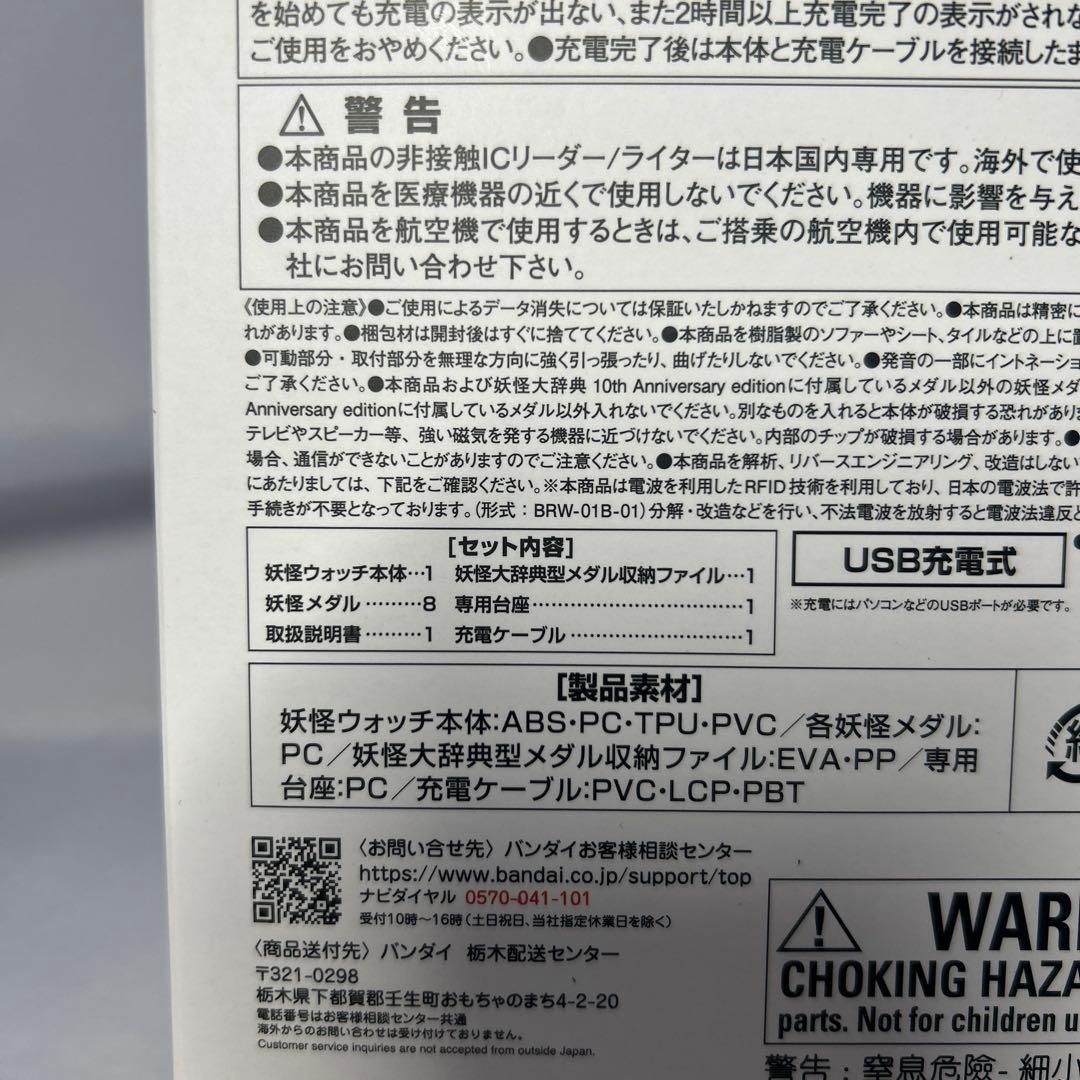 を始めても充電の表示が出ない、また2時間以上充電完了の表示がされな
ご使用をおやめください。●充電完了後は本体と充電ケーブルを接続したま
⚠ 警告
●本商品の非接触ICリーダー/ライターは日本国内専用です。海外で使
●本商品を医療機器の近くで使用しないでください。機器に影響を与え
●本商品を航空機で使用するときは、ご搭乗の航空機内で使用可能な
社にお問い合わせ下さい。
《使用上の注意》●ご使用によるデータ消失については保証いたしかねますのでご了承ください。●本商品は精密に
れがあります。●梱包材は開封後はすぐに捨ててください。●本商品を樹脂製のソファーやシート、タイルなどの上に置
●可動部分・取付部分を無理な方向に強く引っ張ったり、曲げたりしないでください。●発音の一部にイントネーショ
ご了承ください。●本商品および妖怪大辞典 10th Anniversary editionに付属しているメダル以外の妖怪メダ
Anniversary editionに付属しているメダル以外入れないでください。別なものを入れると本体が破損する恐れがありま
テレビやスピーカー等、強い磁気を発する機器に近づけないでください。内部のチップが破損する場合があります。●
場合、通信ができないことがありますのでご注意ください。●本商品を解析、リバースエンジニアリング、改造はしない
にあたりましては、下記をご確認ください。※本商品は電波を利用したRFID技術を利用しており、日本の電波法で許
手続きが不要となっております。(形式：BRW-01B-01)分解・改造などを行い、不法電波を放射すると電波法違反と
[セット内容]
妖怪ウォッチ本体…1 妖怪大辞典型メダル収納ファイル…1
妖怪メダル………8 専用台座…………………………1
取扱説明書………1 充電ケーブル……………………1
USB充電式
※充電にはパソコンなどのUSBポートが必要です。
[製品素材]
妖怪ウォッチ本体:ABS・PC・TPU・PVC／各妖怪メダル:
PC／妖怪大辞典型メダル収納ファイル:EVA・PP／専用
台座:PC／充電ケーブル:PVC・LCP・PBT
〈お問い合せ先〉バンダイお客様相談センター
https://www.bandai.co.jp/support/top
ナビダイヤル 0570-041-101
受付10時〜16時(土日祝日、当社指定休業日を除く)
〈商品送付先〉バンダイ 栃木配送センター
〒321-0298
栃木県下都賀郡壬生町おもちゃのまち4-2-20
電話番号はお客様相談センター共通
海外からのお問い合わせは受け付けておりません。
Customer service inquiries are not accepted from outside Japan.
⚠ WAR
CHOKING HAZA
parts. Not for children u
警告：窒息危險-細小